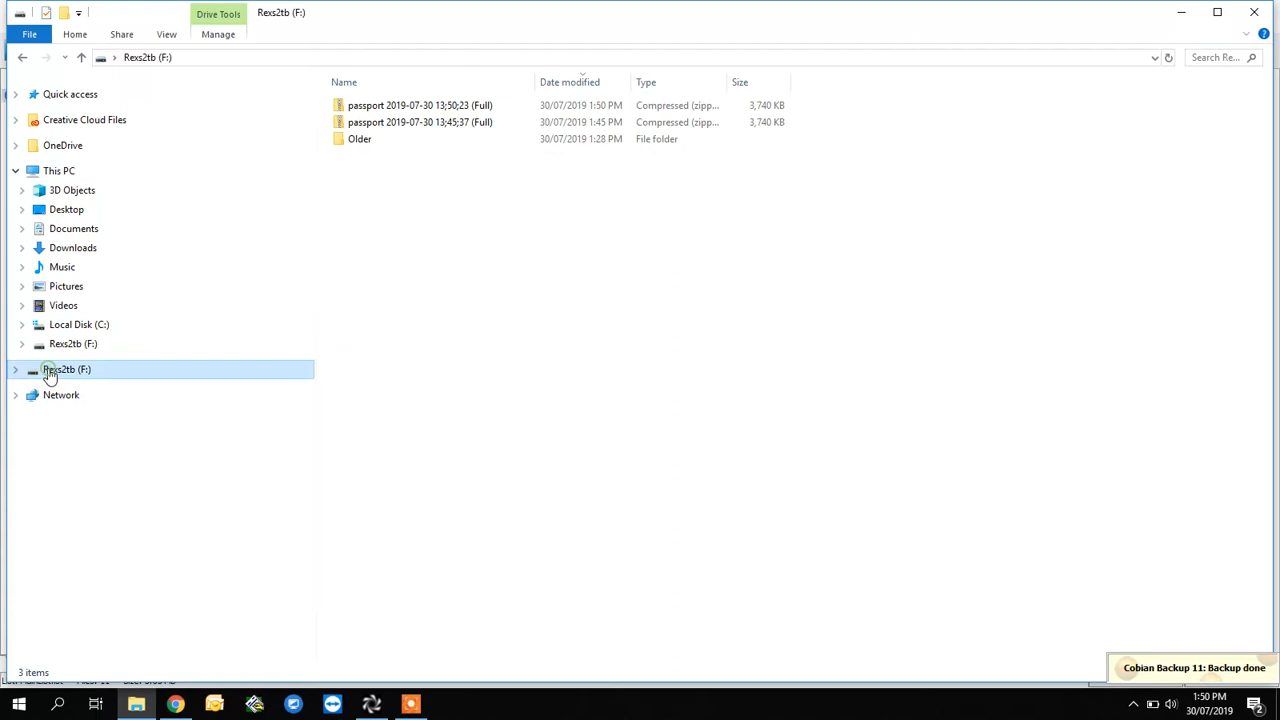 Drive Tools
Rexs2tb (F:)
File
Home
Share
View
Manage
Rexs2tb (F:)
Search Re...
Name
Date modified
Type
Size
Quick access
Creative Cloud Files
OneDrive
This PC
3D Objects
Desktop
Documents
Downloads
Music
Pictures
Videos
Local Disk (C:)
Rexs2tb (F:)
Rexs2tb (F:)
Network
passport 2019-07-30 13;50;23 (Full) 30/07/2019 1:50 PM Compressed (zipp... 3,740 KB
passport 2019-07-30 13;45;37 (Full) 30/07/2019 1:45 PM Compressed (zipp... 3,740 KB
Older 30/07/2019 1:28 PM File folder
3 items
Cobian Backup 11: Backup done
1:50 PM
30/07/2019
2